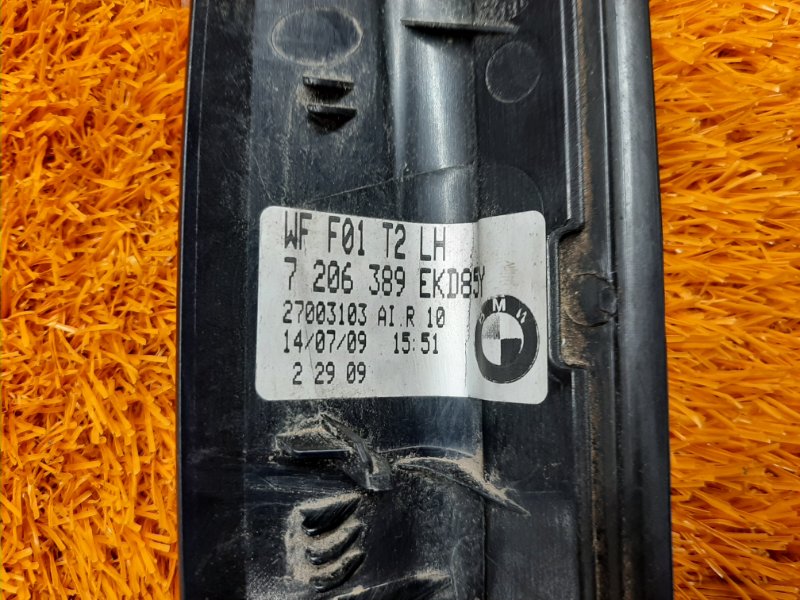 WF F01 T2 LH
7 206 389 EKD85Y
27003103 AI.R 10
14/07/09 15:51
2 29 09
BMW